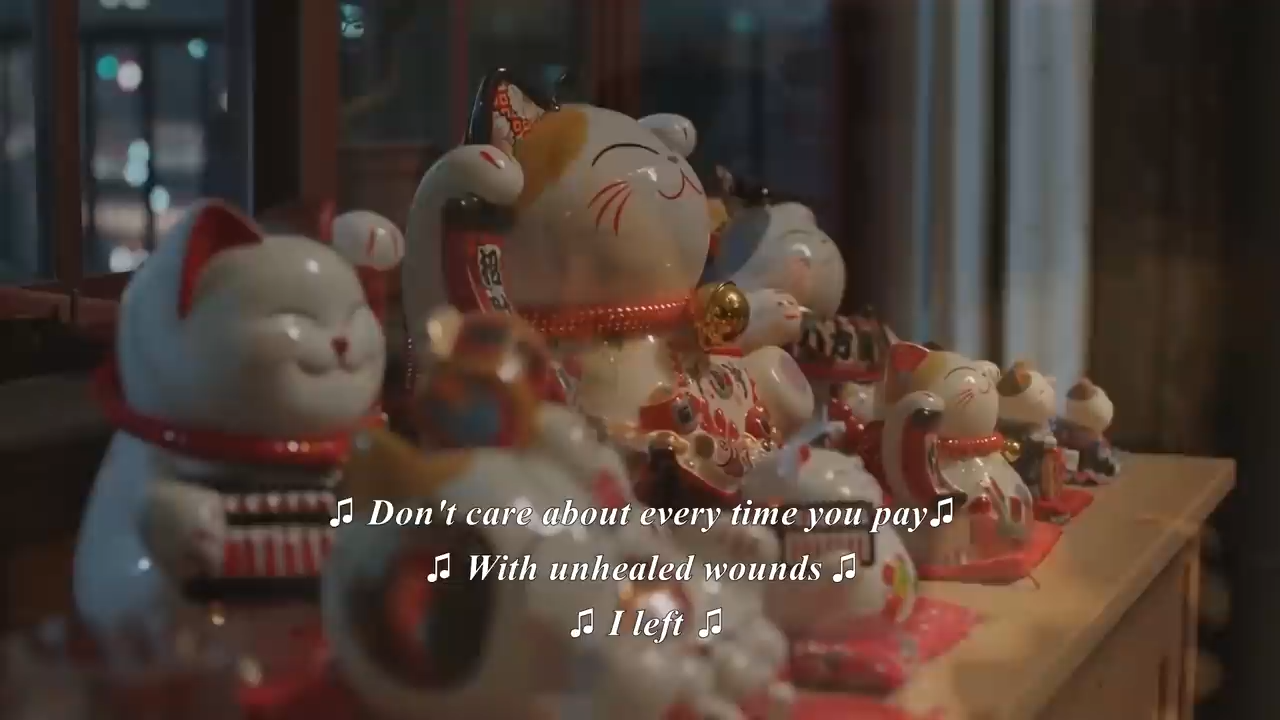 ♫ Don't care about every time you pay♫
♫ With unhealed wounds ♫
♫ I left ♫